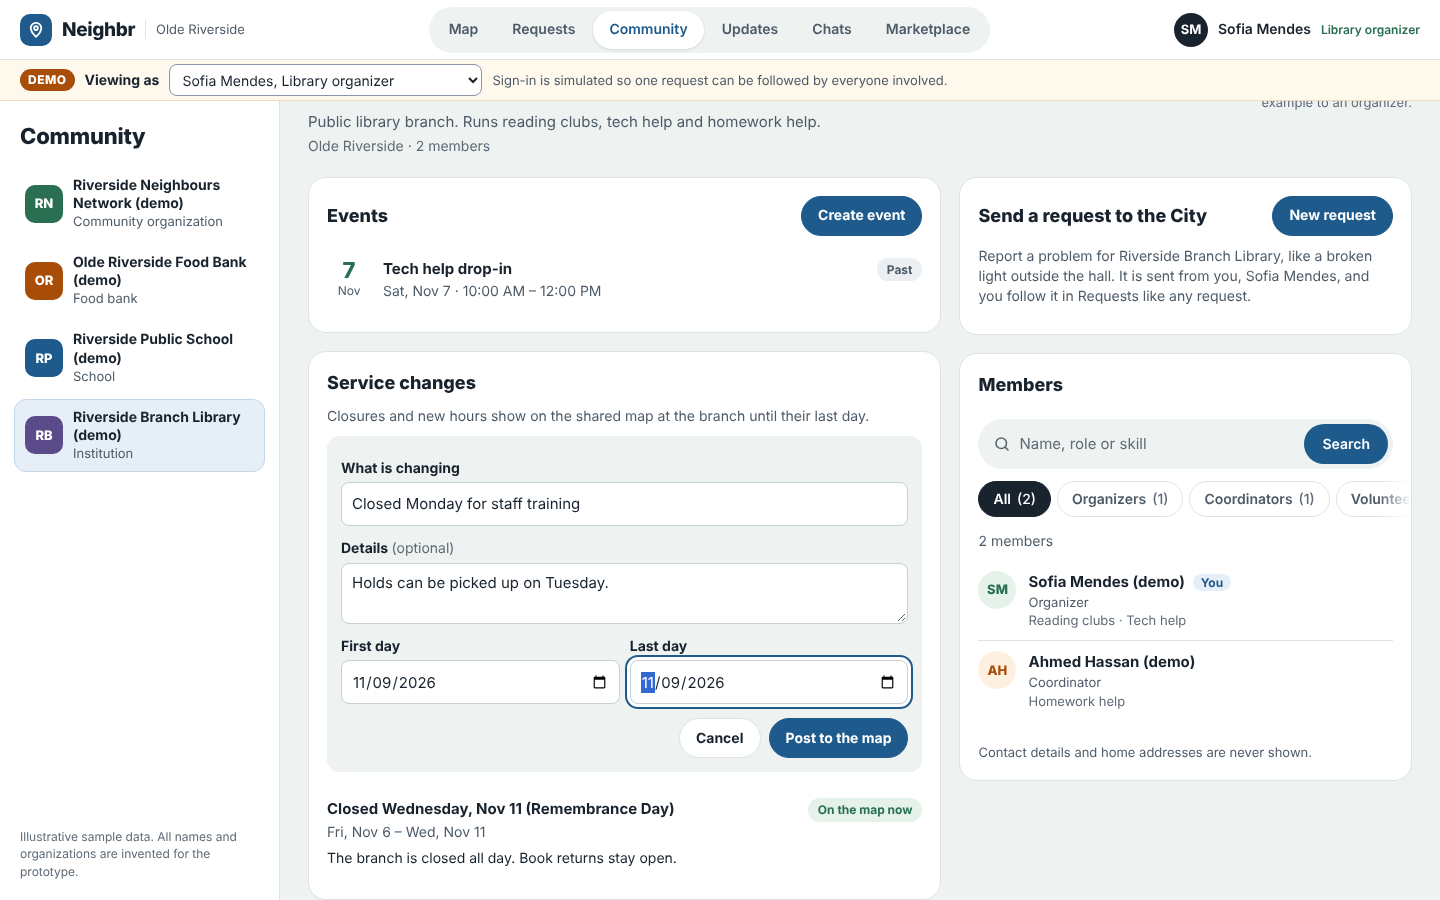 Neighbr
Olde Riverside
Map
Requests
Community
Updates
Chats
Marketplace
SM
Sofia Mendes
Library organizer
DEMO
Viewing as
Sofia Mendes, Library organizer
Sign-in is simulated so one request can be followed by everyone involved.
Community
RN
Riverside Neighbours
Network (demo)
Community organization
OR
Olde Riverside Food Bank
(demo)
Food bank
RP
Riverside Public School
(demo)
School
RB
Riverside Branch Library
(demo)
Institution
Illustrative sample data. All names and
organizations are invented for the
prototype.
example to an organizer.
Public library branch. Runs reading clubs, tech help and homework help.
Olde Riverside · 2 members
Events
Create event
7
Nov
Tech help drop-in
Sat, Nov 7 · 10:00 AM – 12:00 PM
Past
Service changes
Closures and new hours show on the shared map at the branch until their last day.
What is changing
Closed Monday for staff training
Details (optional)
Holds can be picked up on Tuesday.
First day
Last day
11/09/2026
11/09/2026
Cancel
Post to the map
Closed Wednesday, Nov 11 (Remembrance Day)
On the map now
Fri, Nov 6 – Wed, Nov 11
The branch is closed all day. Book returns stay open.
Send a request to the City
New request
Report a problem for Riverside Branch Library, like a broken
light outside the hall. It is sent from you, Sofia Mendes, and
you follow it in Requests like any request.
Members
Name, role or skill
Search
All (2)
Organizers (1)
Coordinators (1)
Voluntee
2 members
SM
Sofia Mendes (demo)
You
Organizer
Reading clubs · Tech help
AH
Ahmed Hassan (demo)
Coordinator
Homework help
Contact details and home addresses are never shown.